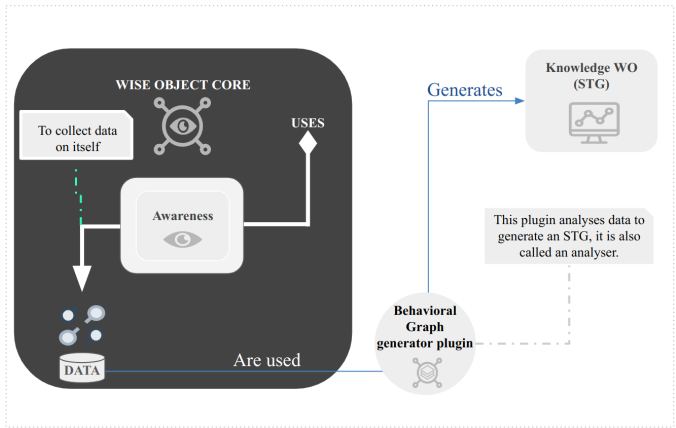 WISE OBJECT CORE
To collect data
on itself
USES
Awareness
DATA
Are used
Generates
Knowledge WO
(STG)
This plugin analyses data to
generate an STG, it is also
called an analyser.
Behavioral
Graph
generator plugin